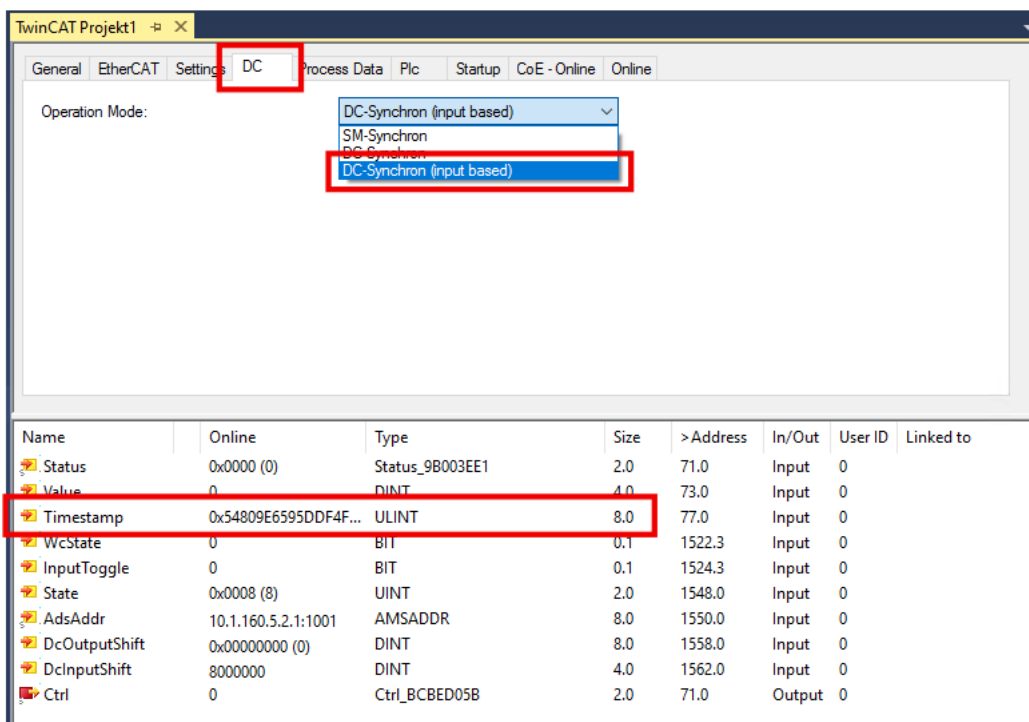 TwinCAT Projekt1
General EtherCAT Settings DC Process Data Plc Startup CoE - Online Online
Operation Mode: DC-Synchron (input based)
SM-Synchron
DC-Synchron
DC-Synchron (input based)
Name Online Type Size >Address In/Out User ID Linked to
Status 0x0000 (0) Status_9B003EE1 2.0 71.0 Input 0
Value 0 DINT 4.0 73.0 Input 0
Timestamp 0x54809E6595DDF4F... ULINT 8.0 77.0 Input 0
WcState 0 BIT 0.1 1522.3 Input 0
InputToggle 0 BIT 0.1 1524.3 Input 0
State 0x0008 (8) UINT 2.0 1548.0 Input 0
AdsAddr 10.1.160.5.2.1:1001 AMSADDR 8.0 1550.0 Input 0
DcOutputShift 0x00000000 (0) DINT 8.0 1558.0 Input 0
DcInputShift 8000000 DINT 4.0 1562.0 Input 0
Ctrl 0 Ctrl_BCBED05B 2.0 71.0 Output 0